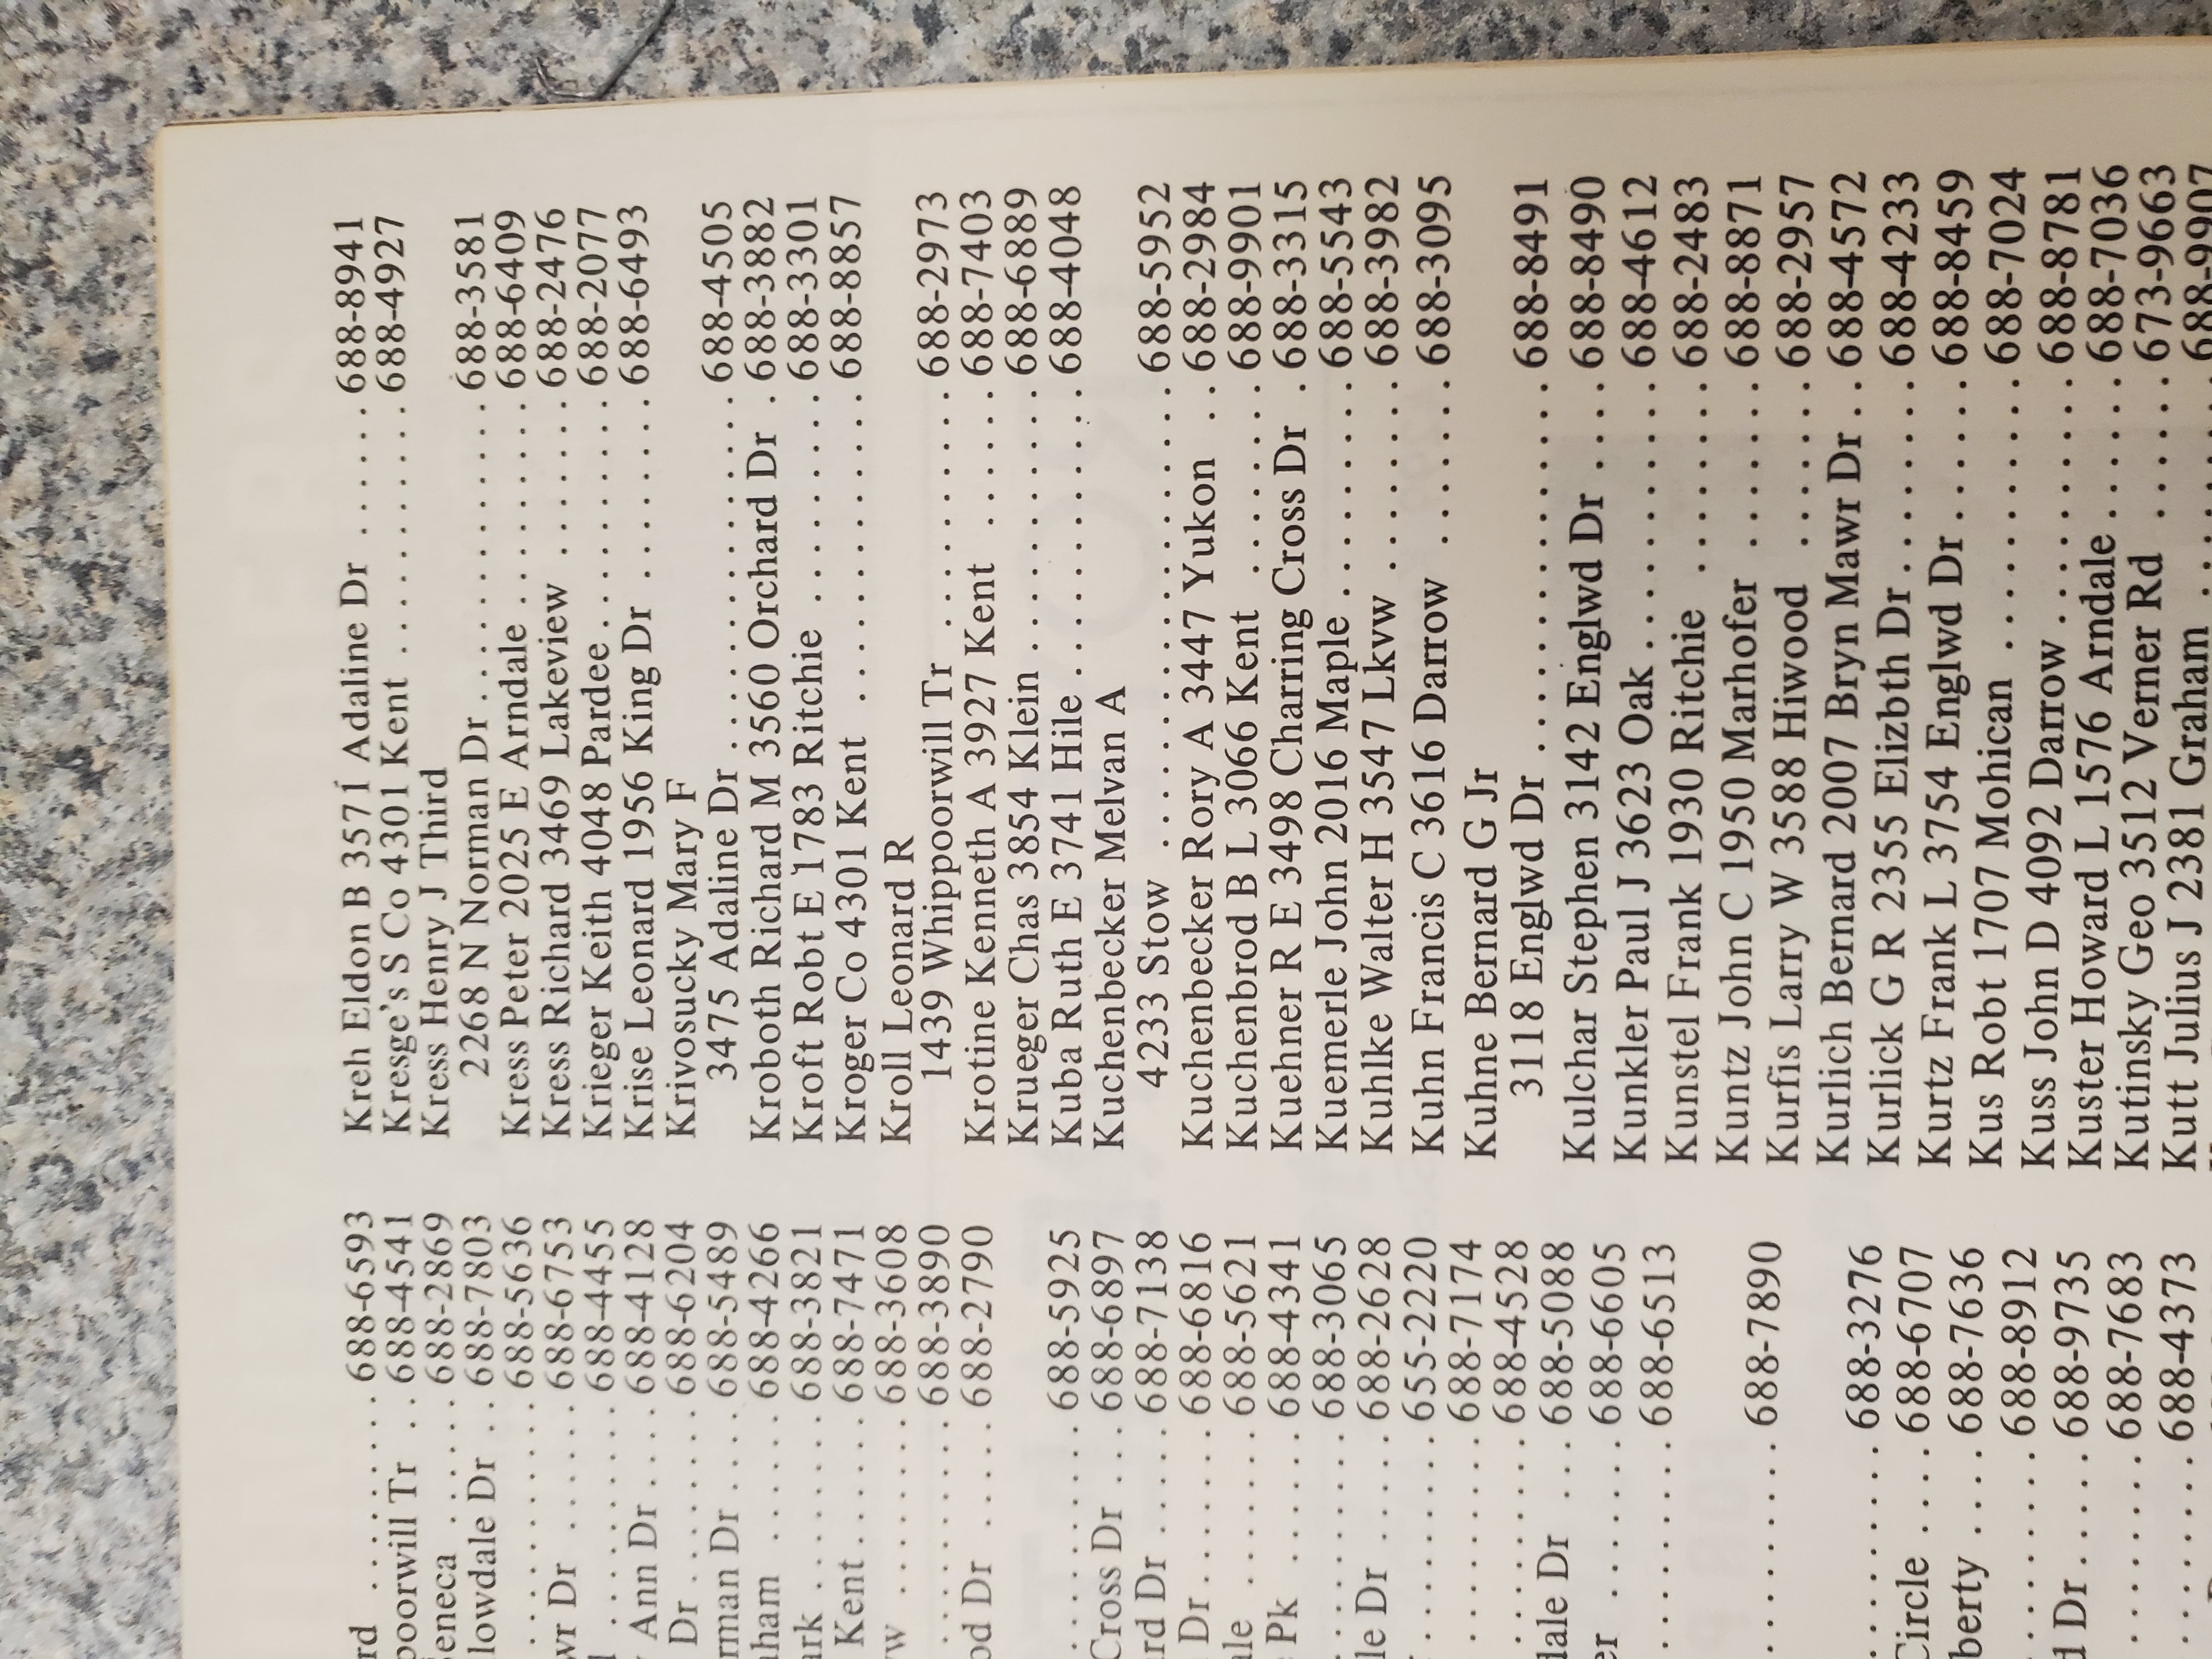 rd ........ 688-6593
poorwill Tr .. 688-4541
eneca ..... 688-2869
lowdale Dr .. 688-7803
.......... 688-5636
wr Dr ..... 688-6753
........ 688-4455
Ann Dr ... 688-4128
Dr ....... 688-6204
rman Dr .... 688-5489
ham ...... 688-4266
ark ....... 688-3821
Kent .... 688-7471
w ........ 688-3608
.......... 688-3890
od Dr .... 688-2790
.......... 688-5925
Cross Dr ... 688-6897
ard Dr .... 688-7138
Dr ....... 688-6816
ale ...... 688-5621
Pk ...... 688-4341
.......... 688-3065
le Dr ..... 688-2628
......... 655-2220
......... 688-7174
......... 688-4528
dale Dr ... 688-5088
er ....... 688-6605
......... 688-6513
......... 688-7890
......... 688-3276
Circle .... 688-6707
berty .... 688-7636
......... 688-8912
d Dr ..... 688-9735
......... 688-7683
......... 688-4373
Kreh Eldon B 3571 Adaline Dr ...... 688-8941
Kresge's S Co 4301 Kent .......... 688-4927
Kress Henry J Third
2268 N Norman Dr ............. 688-3581
Kress Peter 2025 E Arndale ......... 688-6409
Kress Richard 3469 Lakeview ....... 688-2476
Krieger Keith 4048 Pardee .......... 688-2077
Krise Leonard 1956 King Dr ........ 688-6493
Krivosucky Mary F
3475 Adaline Dr ............... 688-4505
Kroboth Richard M 3560 Orchard Dr . 688-3882
Kroft Robt E 1783 Ritchie ......... 688-3301
Kroger Co 4301 Kent ............ 688-8857
Kroll Leonard R
1439 Whippoorwill Tr .......... 688-2973
Krotine Kenneth A 3927 Kent ..... 688-7403
Krueger Chas 3854 Klein .......... 688-6889
Kuba Ruth E 3741 Hile ........... 688-4048
Kuchenbecker Melvan A
4233 Stow ................... 688-5952
Kuchenbecker Rory A 3447 Yukon .. 688-2984
Kuchenbrod B L 3066 Kent ....... 688-9901
Kuehner R E 3498 Charring Cross Dr . 688-3315
Kuemerle John 2016 Maple ........ 688-5543
Kuhlke Walter H 3547 Lkvw ....... 688-3982
Kuhn Francis C 3616 Darrow ...... 688-3095
Kuhne Bernard G Jr
3118 Englwd Dr .............. 688-8491
Kulchar Stephen 3142 Englwd Dr ... 688-8490
Kunkler Paul J 3623 Oak .......... 688-4612
Kunstel Frank 1930 Ritchie ....... 688-2483
Kuntz John C 1950 Marhofer ...... 688-8871
Kurfis Larry W 3588 Hiwood ...... 688-2957
Kurlich Bernard 2007 Bryn Mawr Dr .. 688-4572
Kurlick G R 2355 Elizbth Dr ....... 688-4233
Kurtz Frank L 3754 Englwd Dr ..... 688-8459
Kus Robt 1707 Mohican .......... 688-7024
Kuss John D 4092 Darrow ......... 688-8781
Kuster Howard L 1576 Arndale ..... 688-7036
Kutinsky Geo 3512 Verner Rd ..... 673-9663
Kutt Julius J 2381 Graham ........ 688-9907